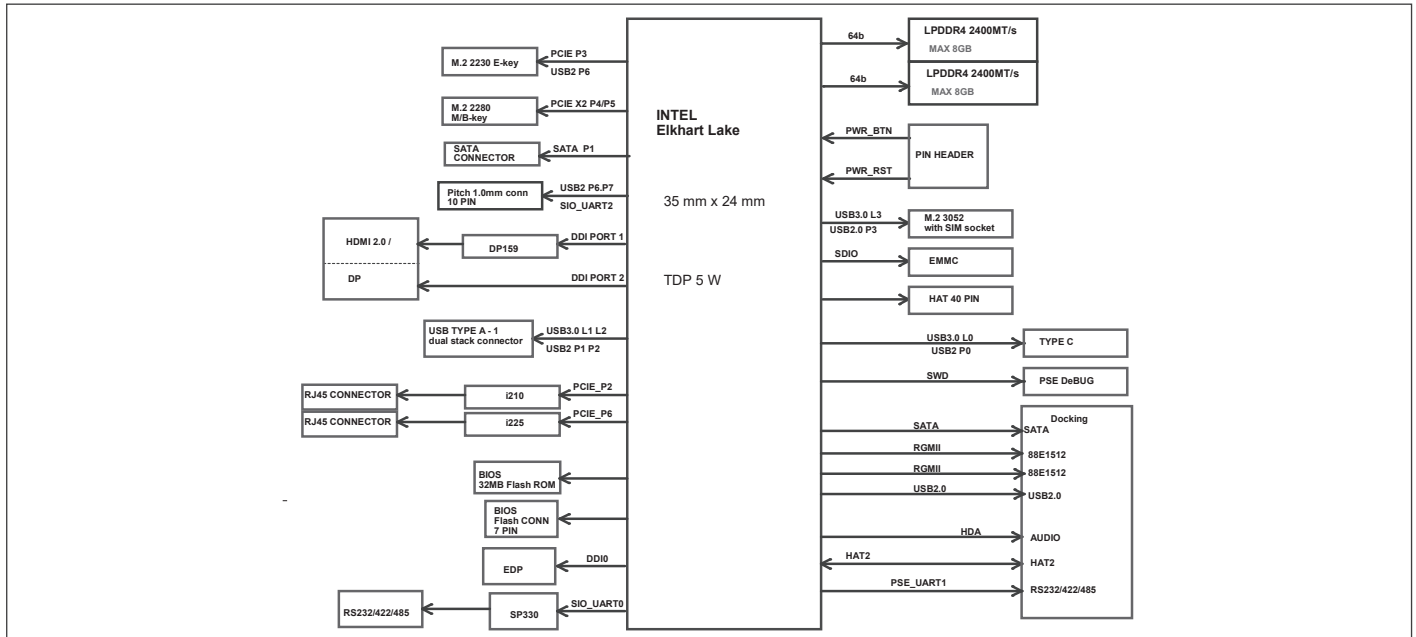 PCIE P3
M.2 2230 E-key
USB2 P6
PCIE X2 P4/P5
M.2 2280
M/B-key
SATA P1
SATA
CONNECTOR
USB2 P6.P7
Pitch 1.0mm conn
10 PIN
SIO_UART2
DDI PORT 1
HDMI 2.0 /
DP159
DDI PORT 2
DP
USB TYPE A - 1
dual stack connector
USB3.0 L1 L2
USB2 P1 P2
PCIE_P2
RJ45 CONNECTOR
i210
PCIE_P6
RJ45 CONNECTOR
i225
BIOS
32MB Flash ROM
BIOS
Flash CONN
7 PIN
DDI0
EDP
SIO_UART0
RS232/422/485
SP330
INTEL
Elkhart Lake
35 mm x 24 mm
TDP 5 W
64b
LPDDR4 2400MT/s
MAX 8GB
64b
LPDDR4 2400MT/s
MAX 8GB
PWR_BTN
PIN HEADER
PWR_RST
USB3.0 L3
USB2.0 P3
M.2 3052
with SIM socket
SDIO
EMMC
HAT 40 PIN
USB3.0 L0
USB2 P0
TYPE C
SWD
PSE DeBUG
Docking
SATA
SATA
RGMII
88E1512
RGMII
88E1512
USB2.0
USB2.0
HDA
AUDIO
HAT2
HAT2
PSE_UART1
RS232/422/485